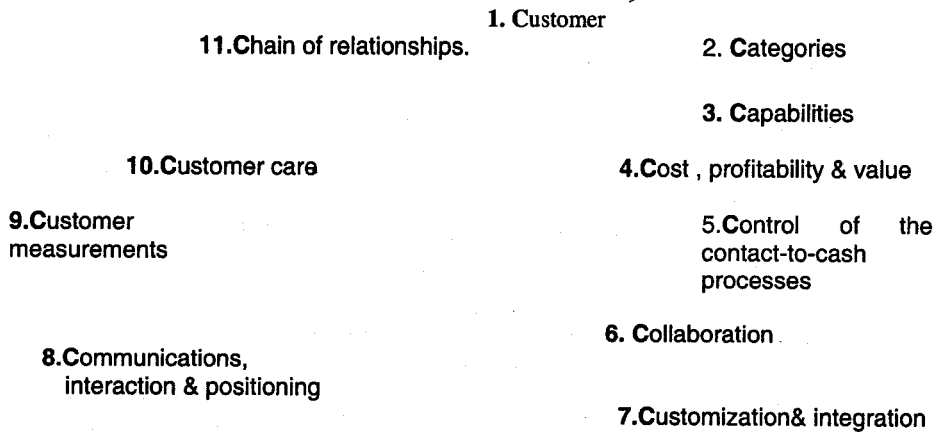 1. Customer
11.Chain of relationships.
2. Categories
3. Capabilities
10.Customer care
4.Cost , profitability & value
9.Customer
measurements
5.Control of the
contact-to-cash
processes
6. Collaboration
8.Communications,
interaction & positioning
7.Customization& integration